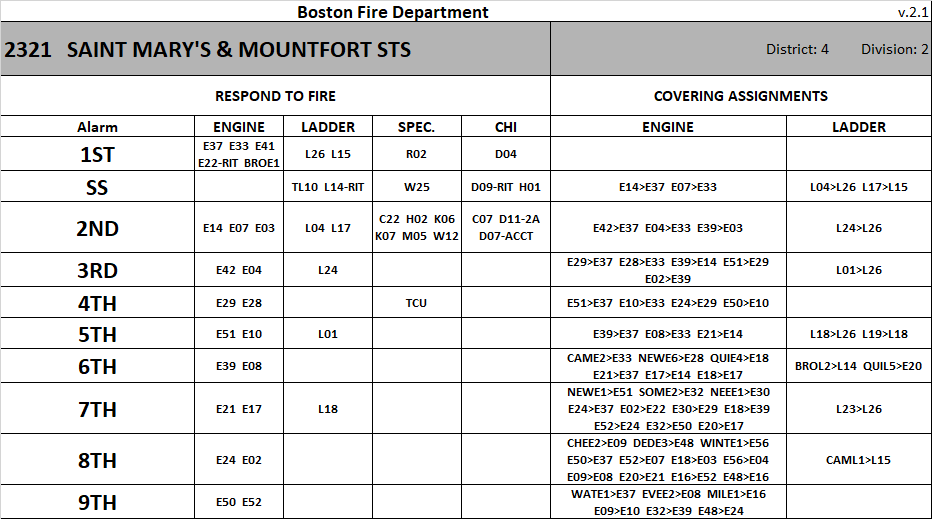 Boston Fire Department v.2.1
2321 SAINT MARY'S & MOUNTFORT STS District: 4 Division: 2
RESPOND TO FIRE COVERING ASSIGNMENTS
Alarm ENGINE LADDER SPEC. CHI ENGINE LADDER
1ST E37 E33 E41 L26 L15 R02 D04
E22-RIT BROE1
SS TL10 L14-RIT W25 D09-RIT H01 E14>E37 E07>E33 L04>L26 L17>L15
2ND E14 E07 E03 L04 L17 C22 H02 K06 C07 D11-2A E42>E37 E04>E33 E39>E03 L24>L26
K07 M05 W12 D07-ACCT
3RD E42 E04 L24 E29>E37 E28>E33 E39>E14 E51>E29 L01>L26
E02>E39
4TH E29 E28 TCU E51>E37 E10>E33 E24>E29 E50>E10
5TH E51 E10 L01 E39>E37 E08>E33 E21>E14 L18>L26 L19>L18
6TH E39 E08 CAME2>E33 NEWE6>E28 QUIE4>E18 BROL2>L14 QUIL5>E20
E21>E37 E17>E14 E18>E17
7TH E21 E17 L18 NEWE1>E51 SOME2>E32 NEEE1>E30 L23>L26
E24>E37 E02>E22 E30>E29 E18>E39
E52>E24 E32>E50 E20>E17
8TH E24 E02 CHEE2>E09 DEDE3>E48 WINTE1>E56 CAML1>L15
E50>E37 E52>E07 E18>E03 E56>E04
E09>E08 E20>E21 E16>E52 E48>E16
9TH E50 E52 WATE1>E37 EVEE2>E08 MILE1>E16
E09>E10 E32>E39 E48>E24